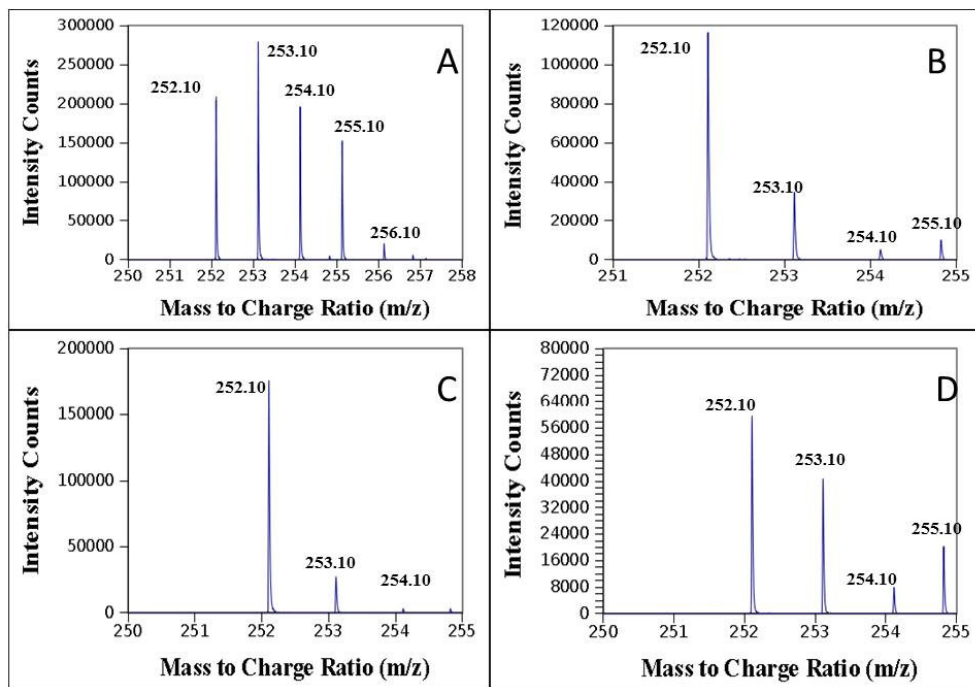 300000
250000
200000
150000
100000
50000
0
Intensity Counts
252.10
253.10
254.10
255.10
256.10
A
250 251 252 253 254 255 256 257 258
Mass to Charge Ratio (m/z)
120000
100000
80000
60000
40000
20000
0
Intensity Counts
252.10
253.10
254.10
255.10
B
251 252 253 254 255
Mass to Charge Ratio (m/z)
200000
150000
100000
50000
0
Intensity Counts
252.10
253.10
254.10
C
250 251 252 253 254 255
Mass to Charge Ratio (m/z)
80000
72000
64000
56000
48000
40000
32000
24000
16000
8000
0
Intensity Counts
252.10
253.10
254.10
255.10
D
250 251 252 253 254 255
Mass to Charge Ratio (m/z)